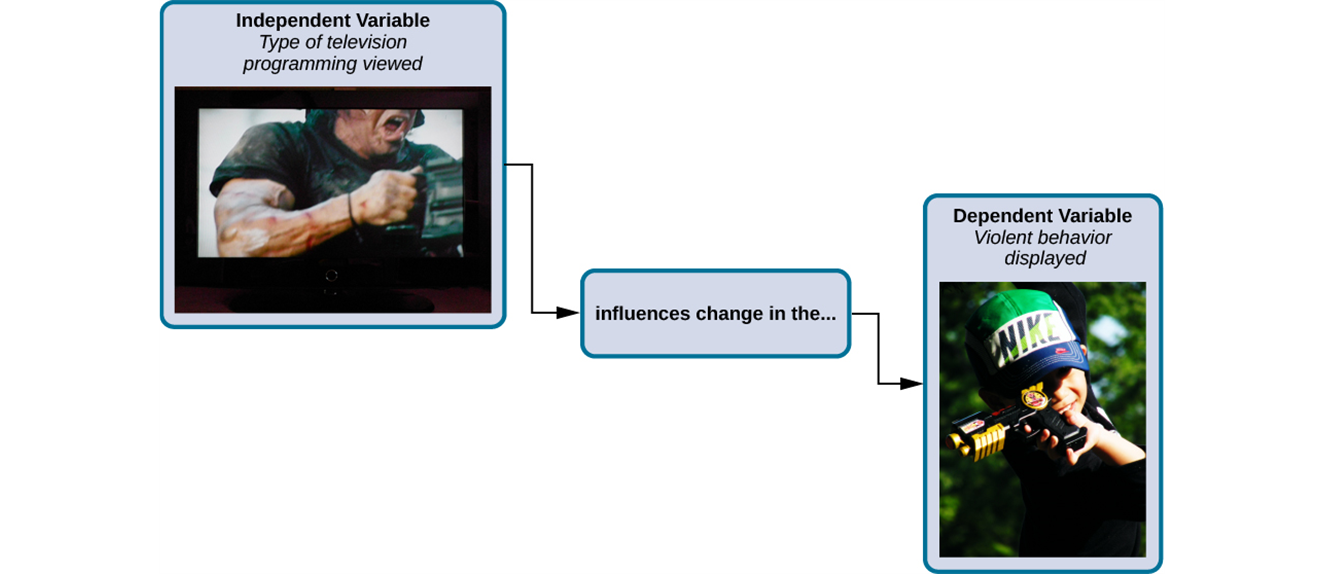 Independent Variable
Type of television
programming viewed
influences change in the...
Dependent Variable
Violent behavior
displayed
NIKE